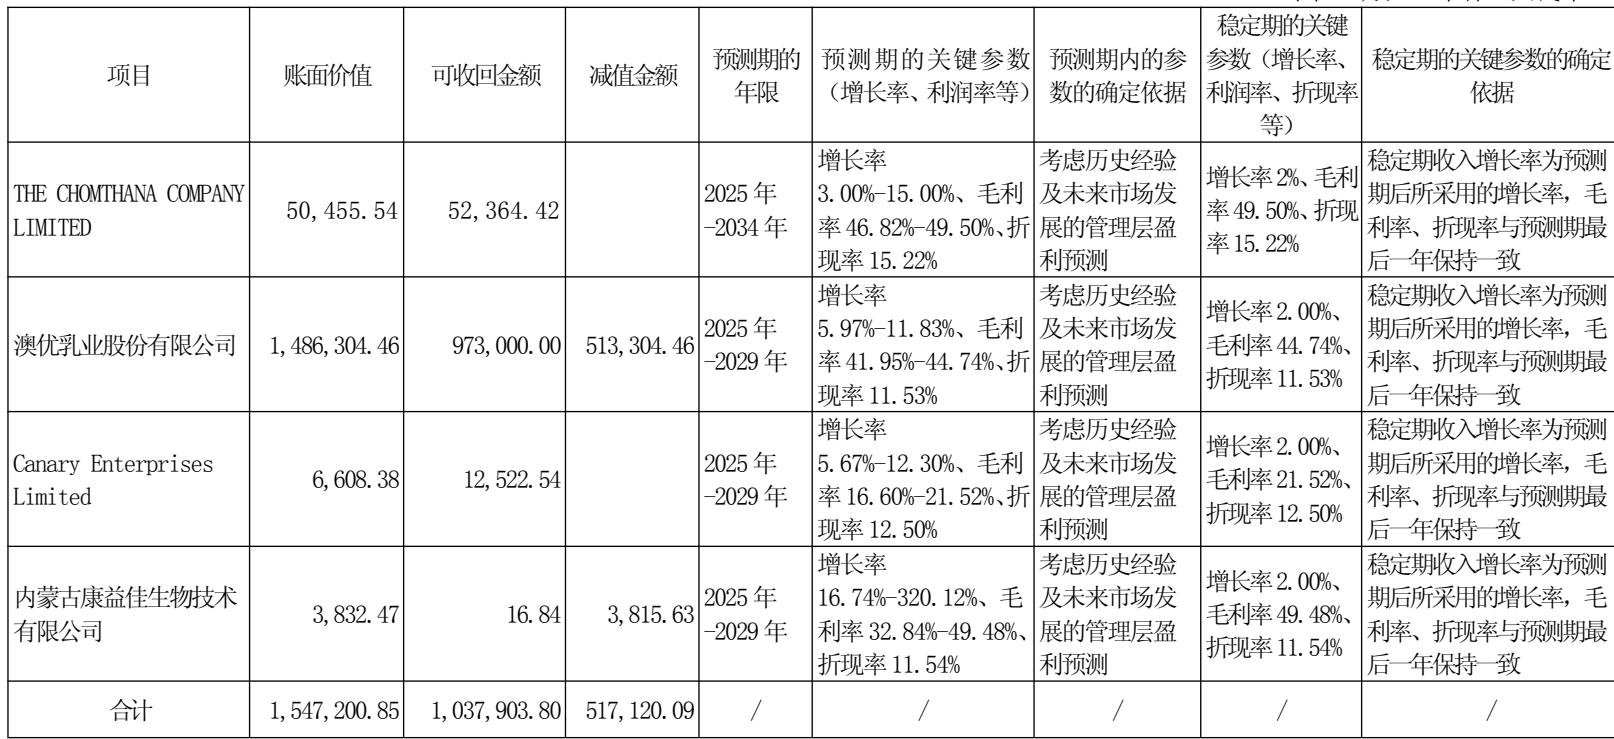 项目
账面价值
可收回金额
减值金额
预测期的
年限
预测期的关键参数
（增长率、利润率等）
预测期内的参
数的确定依据
稳定期的关键
参数（增长率、
利润率、折现率
等）
稳定期的关键参数的确定
依据
THE CHOMTHANA COMPANY
LIMITED
50,455.54
52,364.42
2025 年
-2034 年
增长率
3.00%-15.00%、毛利
率 46.82%-49.50%、折
现率 15.22%
考虑历史经验
及未来市场发
展的管理层盈
利预测
增长率 2%、毛利
率 49.50%、折现
率 15.22%
稳定期收入增长率为预测
期后所采用的增长率，毛
利率、折现率与预测期最
后一年保持一致
澳优乳业股份有限公司
1,486,304.46
973,000.00
513,304.46
2025 年
-2029 年
增长率
5.97%-11.83%、毛利
率 41.95%-44.74%、折
现率 11.53%
考虑历史经验
及未来市场发
展的管理层盈
利预测
增长率 2.00%、
毛利率 44.74%、
折现率 11.53%
稳定期收入增长率为预测
期后所采用的增长率，毛
利率、折现率与预测期最
后一年保持一致
Canary Enterprises
Limited
6,608.38
12,522.54
2025 年
-2029 年
增长率
5.67%-12.30%、毛利
率 16.60%-21.52%、折
现率 12.50%
考虑历史经验
及未来市场发
展的管理层盈
利预测
增长率 2.00%、
毛利率 21.52%、
折现率 12.50%
稳定期收入增长率为预测
期后所采用的增长率，毛
利率、折现率与预测期最
后一年保持一致
内蒙古康益佳生物技术
有限公司
3,832.47
16.84
3,815.63
2025 年
-2029 年
增长率
16.74%-320.12%、毛
利率 32.84%-49.48%、
折现率 11.54%
考虑历史经验
及未来市场发
展的管理层盈
利预测
增长率 2.00%、
毛利率 49.48%、
折现率 11.54%
稳定期收入增长率为预测
期后所采用的增长率，毛
利率、折现率与预测期最
后一年保持一致
合计
1,547,200.85
1,037,903.80
517,120.09
/
/
/
/
/